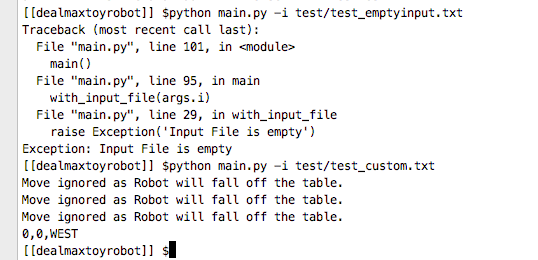 [[dealmaxtoyrobot]] $python main.py -i test/test_emptyinput.txt
Traceback (most recent call last):
  File "main.py", line 101, in <module>
    main()
  File "main.py", line 95, in main
    with_input_file(args.i)
  File "main.py", line 29, in with_input_file
    raise Exception('Input File is empty')
Exception: Input File is empty
[[dealmaxtoyrobot]] $python main.py -i test/test_custom.txt
Move ignored as Robot will fall off the table.
Move ignored as Robot will fall off the table.
Move ignored as Robot will fall off the table.
0,0,WEST
[[dealmaxtoyrobot]] $